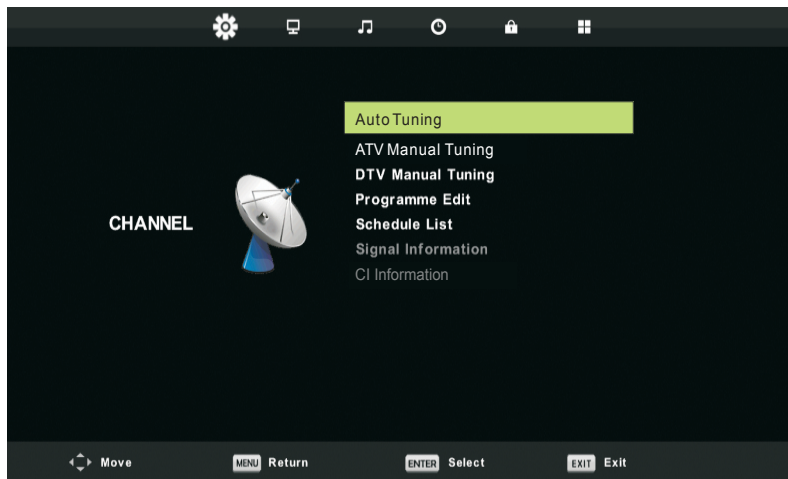 Auto Tuning
ATV Manual Tuning
DTV Manual Tuning
Programme Edit
CHANNEL
Schedule List
Signal Information
CI Information
Move
MENU Return
ENTER Select
EXIT Exit